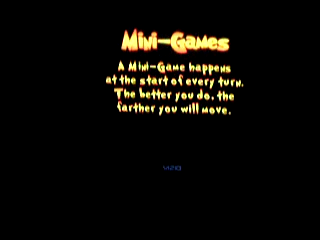 Mini-Games
A Mini-Game happens
at the start of every turn.
The better you do, the
farther you will move.
VIZIO